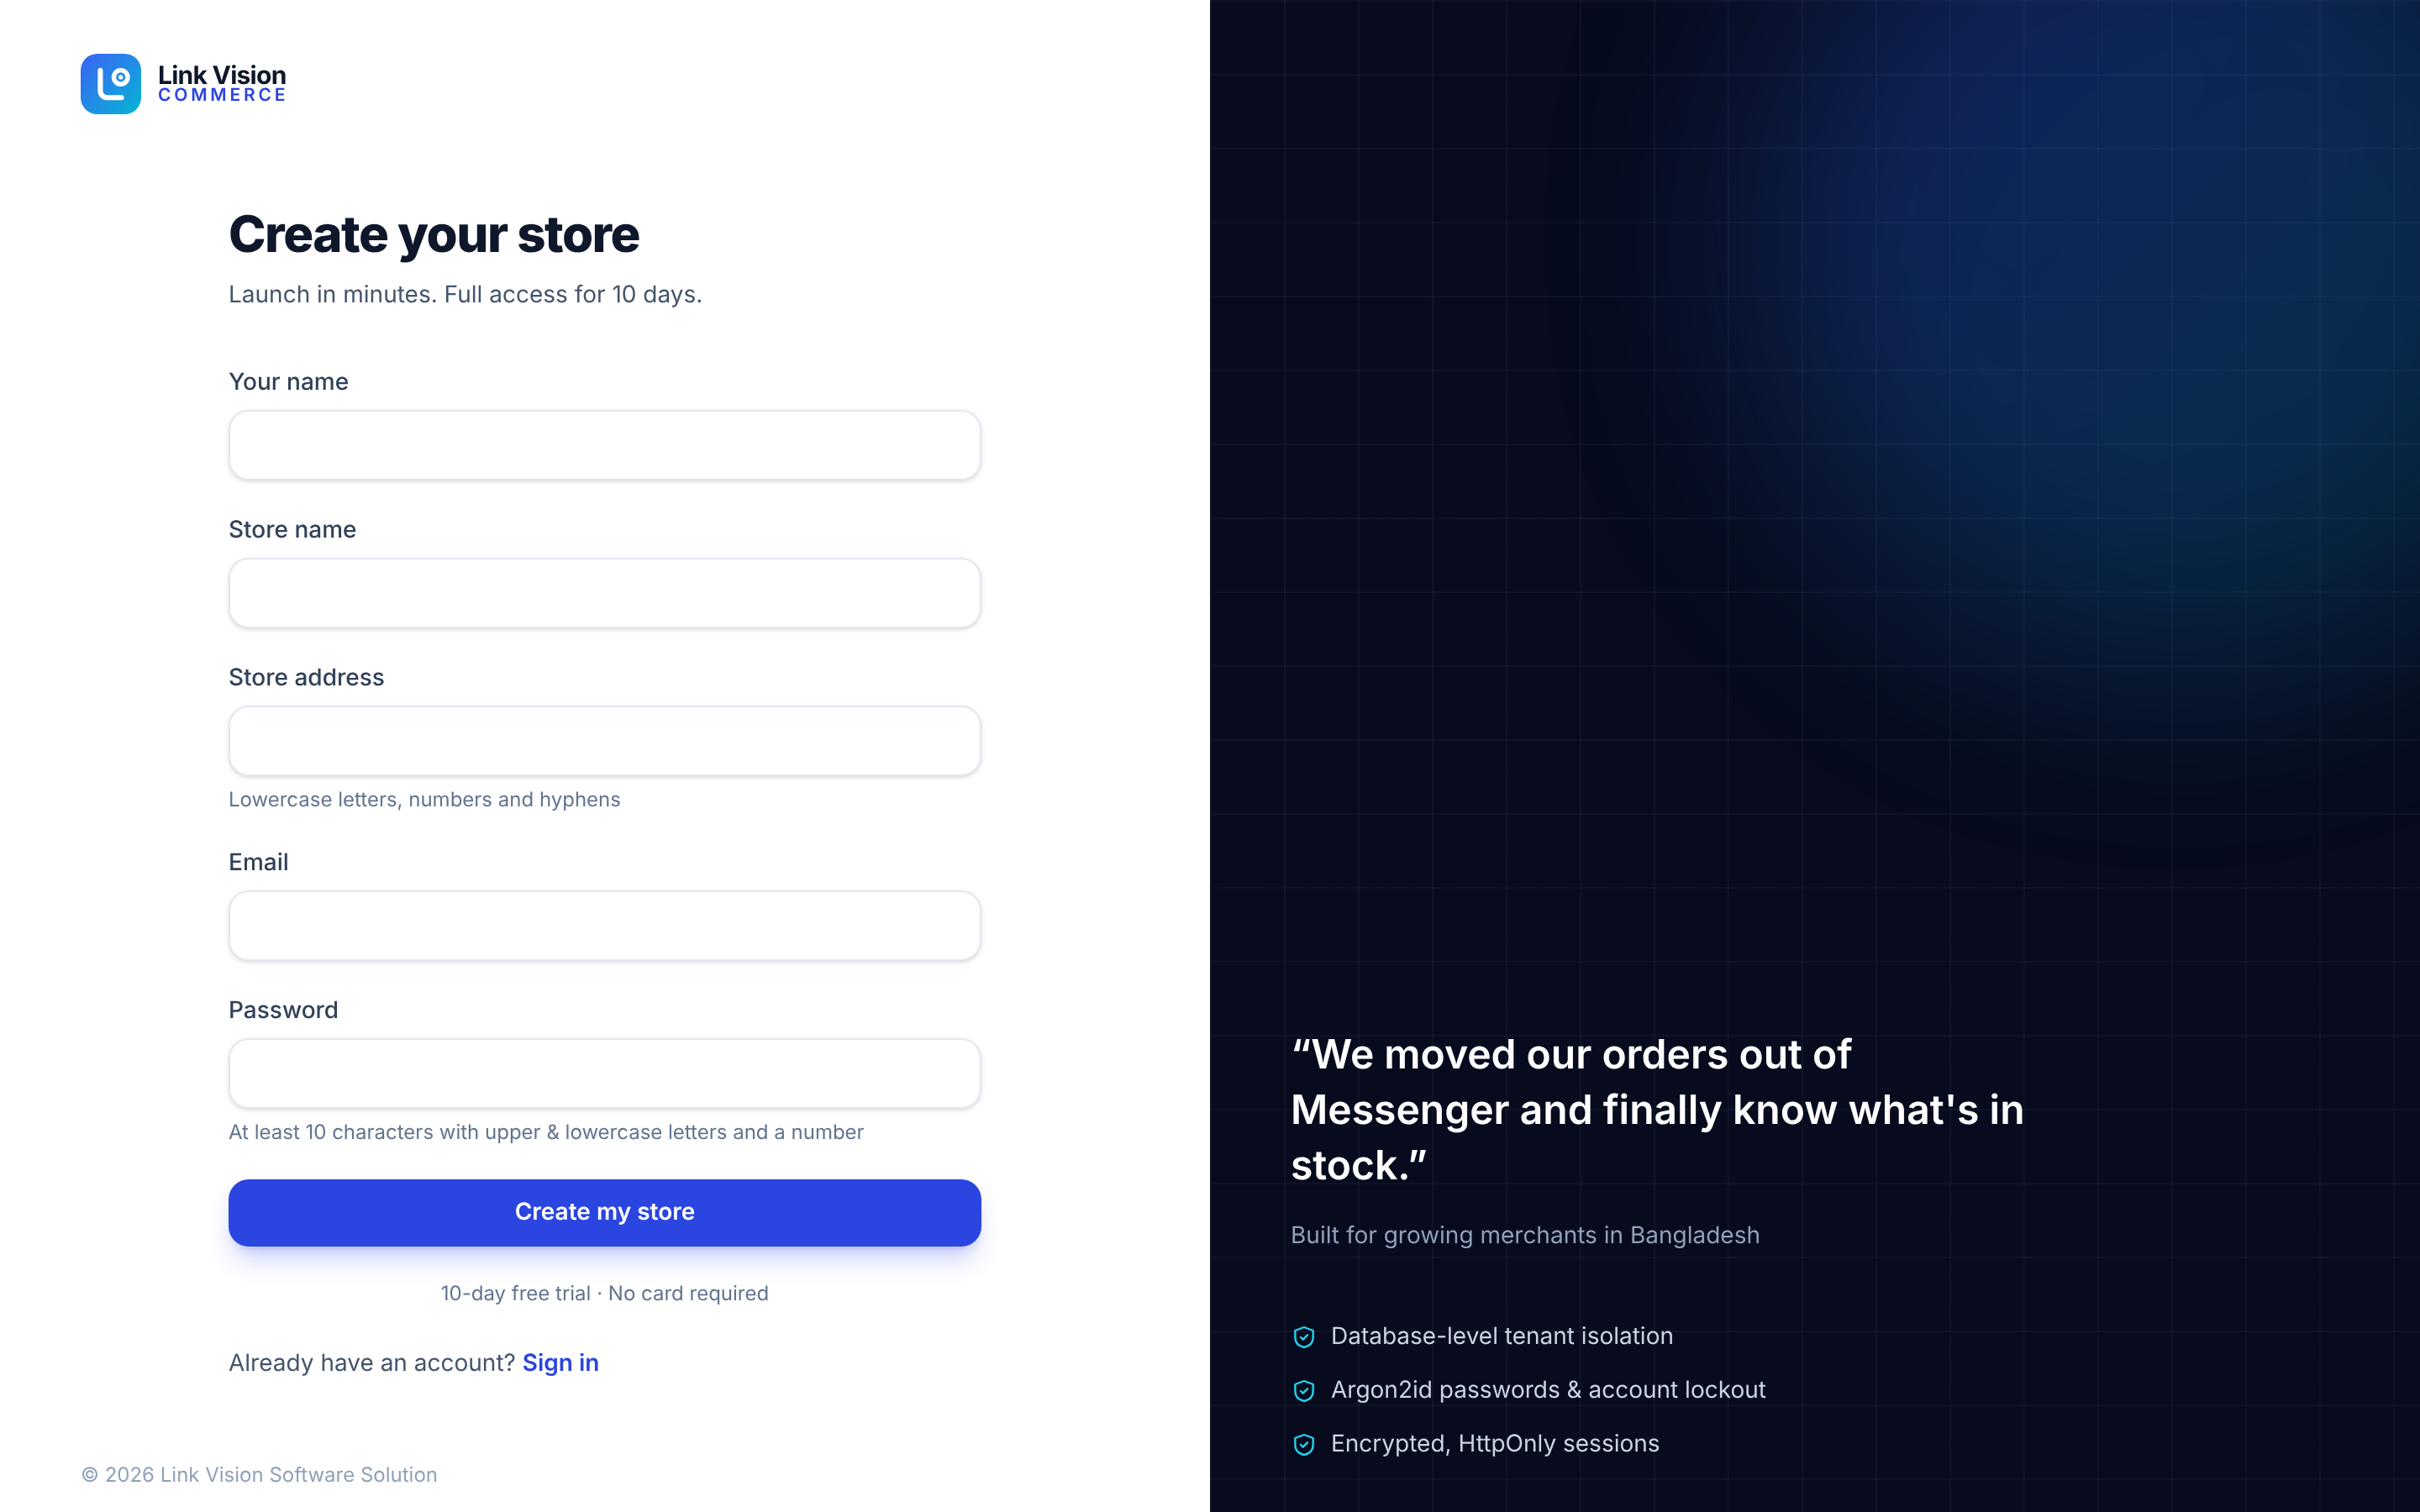 Link Vision
COMMERCE
Create your store
Launch in minutes. Full access for 10 days.
Your name
Store name
Store address
Lowercase letters, numbers and hyphens
Email
Password
At least 10 characters with upper & lowercase letters and a number
Create my store
10-day free trial · No card required
Already have an account? Sign in
© 2026 Link Vision Software Solution
“We moved our orders out of
Messenger and finally know what's in
stock.”
Built for growing merchants in Bangladesh
Database-level tenant isolation
Argon2id passwords & account lockout
Encrypted, HttpOnly sessions